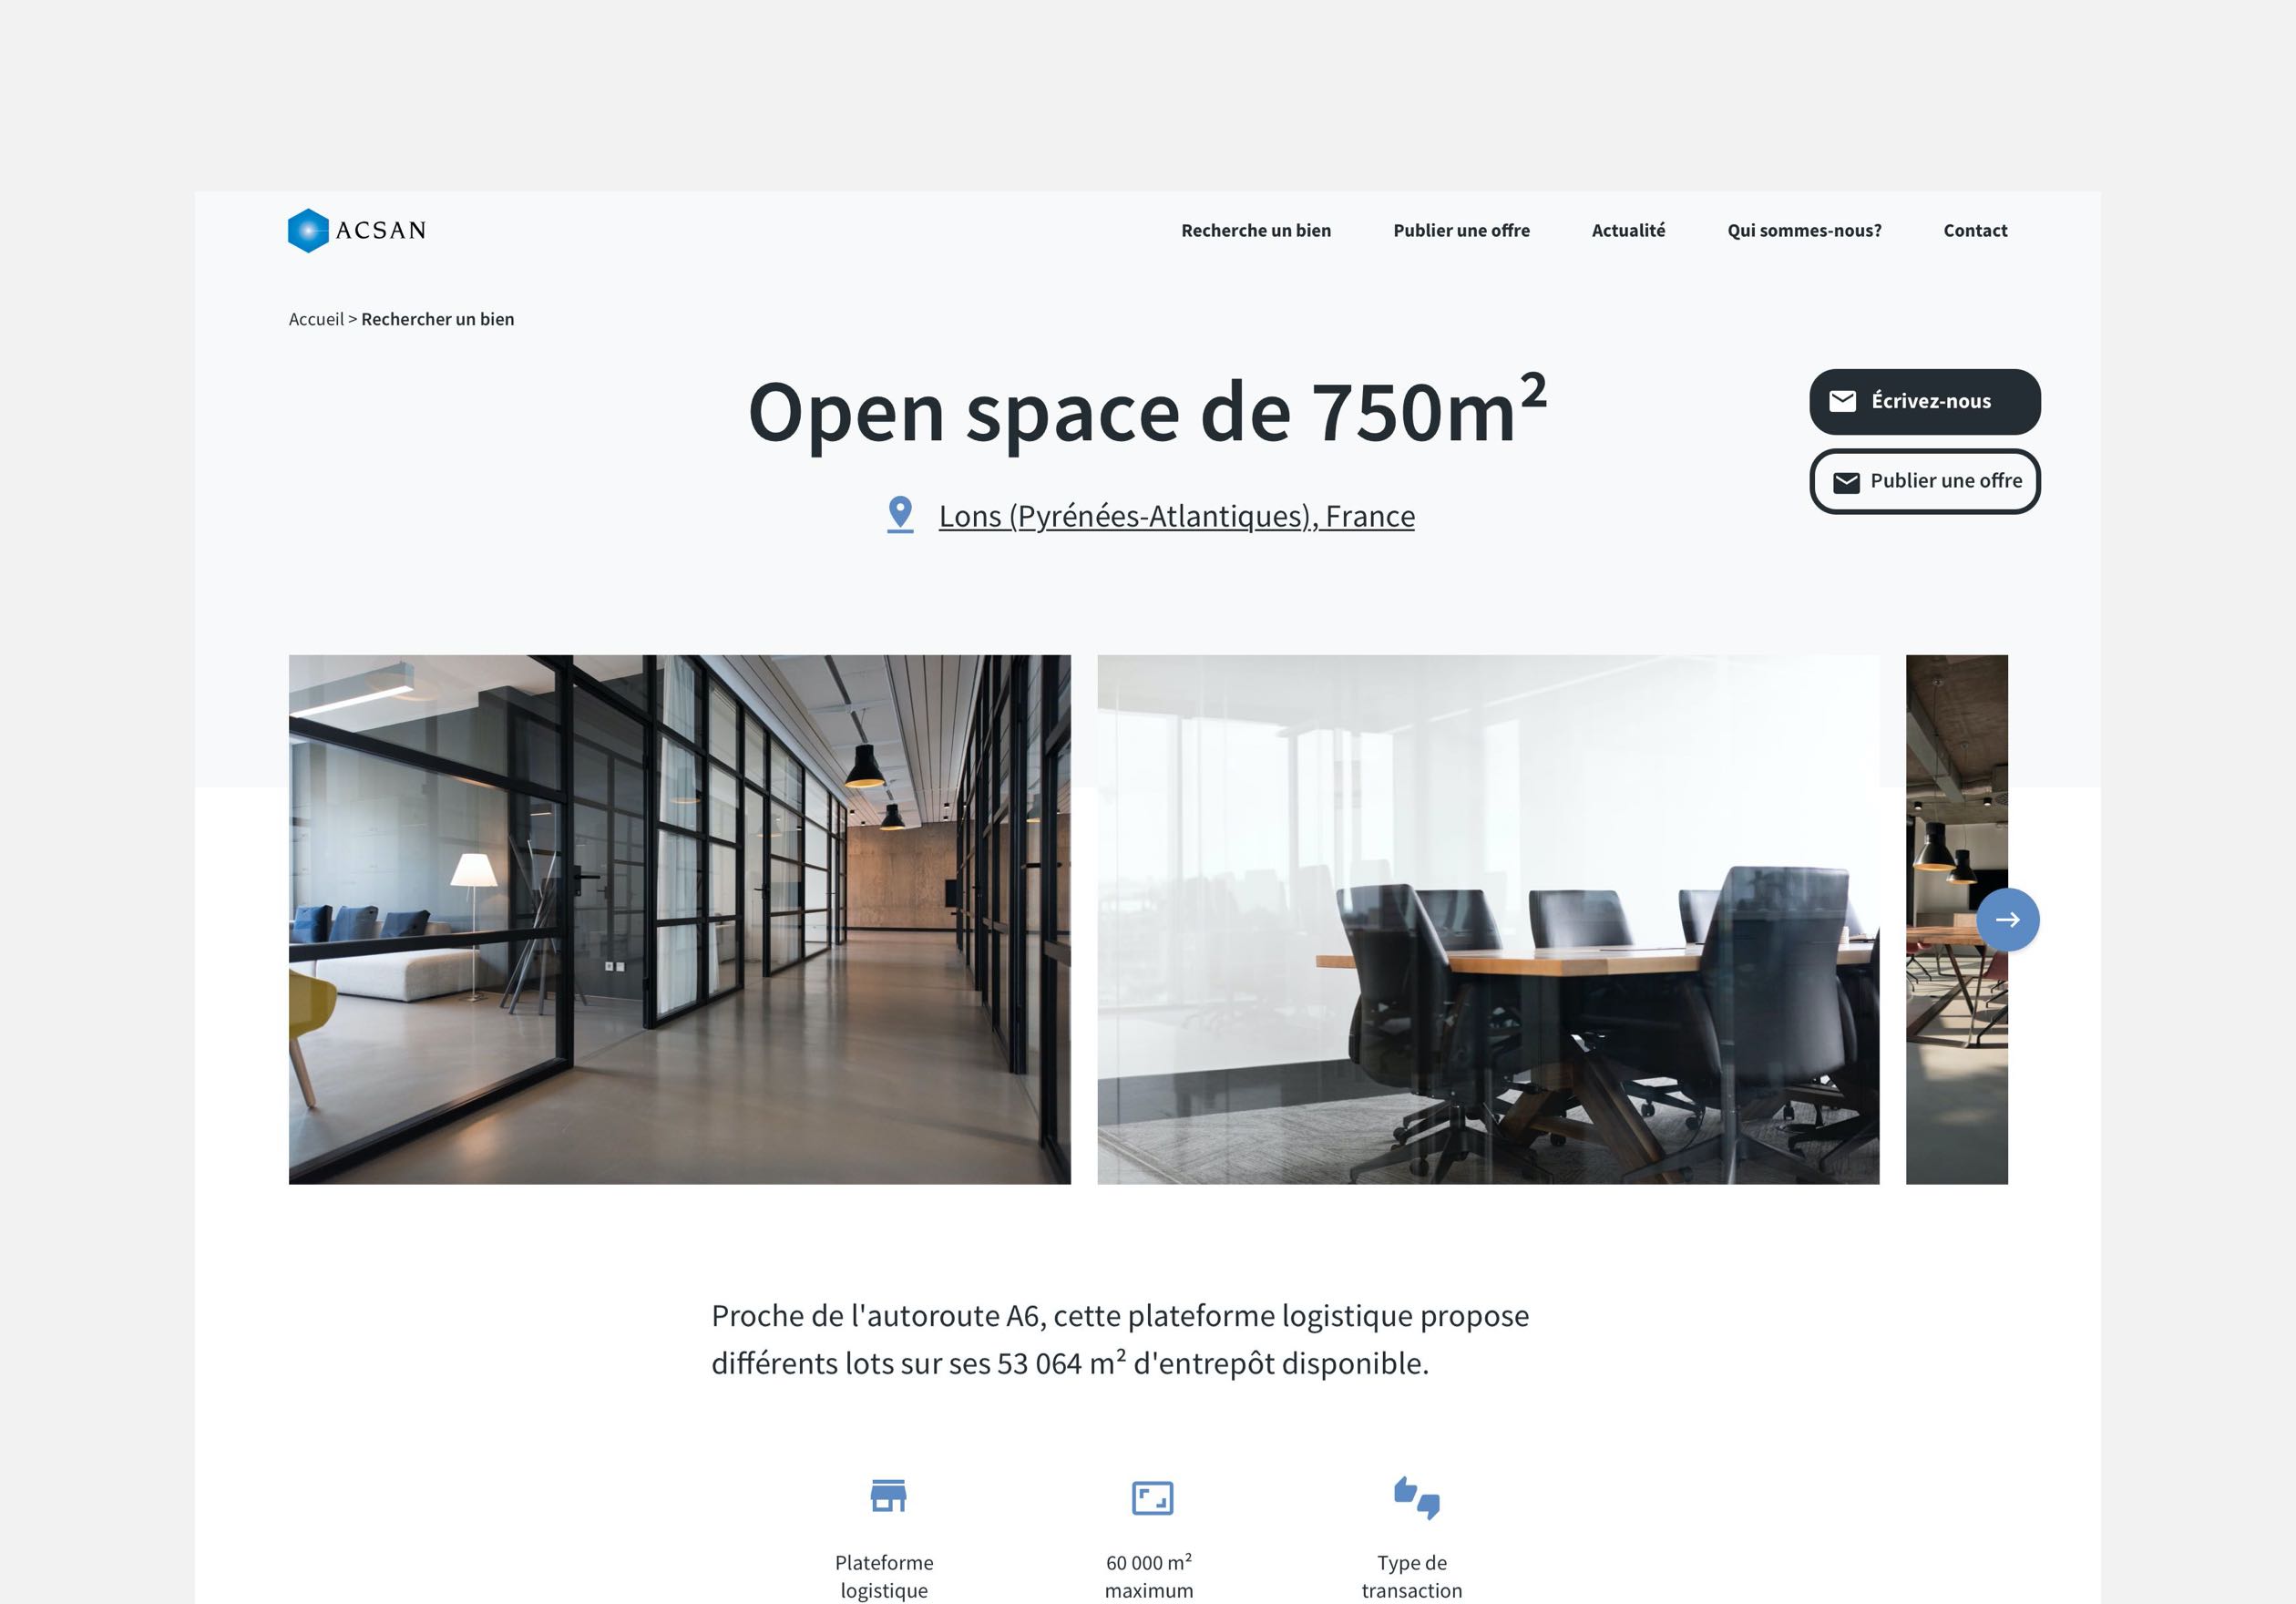 ACSAN
Recherche un bien
Publier une offre
Actualité
Qui sommes-nous?
Contact
Accueil > Rechercher un bien
Open space de 750m²
Lons (Pyrénées-Atlantiques), France
Écrivez-nous
Publier une offre
Proche de l'autoroute A6, cette plateforme logistique propose
différents lots sur ses 53 064 m² d'entrepôt disponible.
Plateforme
logistique
60 000 m²
maximum
Type de
transaction